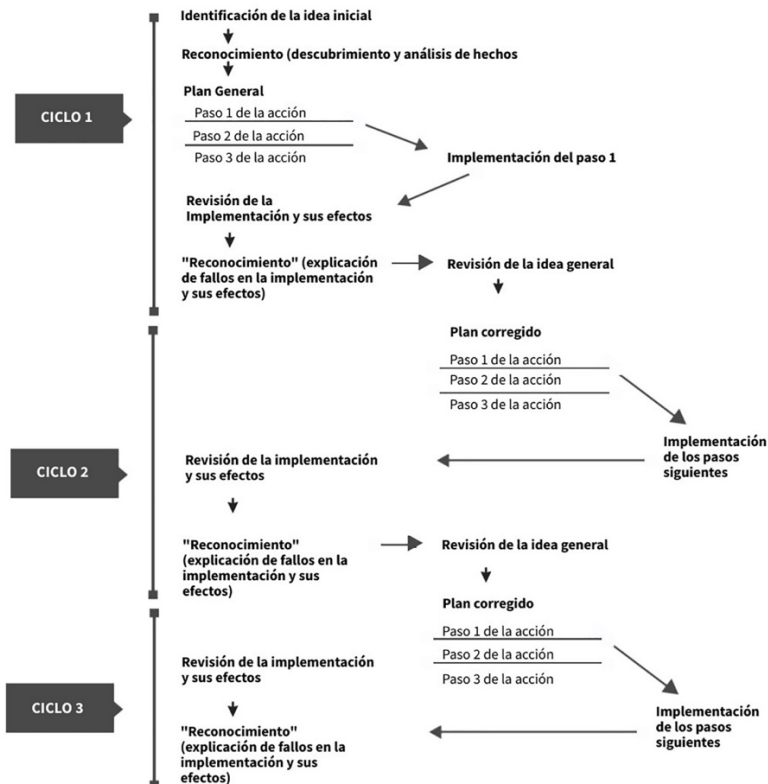 Identificación de la idea inicial
Reconocimiento (descubrimiento y análisis de hechos
Plan General
CICLO 1
Paso 1 de la acción
Paso 2 de la acción
Paso 3 de la acción
Implementación del paso 1
Revisión de la
Implementación y sus efectos
"Reconocimiento" (explicación
de fallos en la implementación
y sus efectos)
Revisión de la idea general
Plan corregido
Paso 1 de la acción
Paso 2 de la acción
Paso 3 de la acción
Implementación
de los pasos
siguientes
CICLO 2
Revisión de la implementación
y sus efectos
"Reconocimiento"
(explicación de fallos en la
implementación y sus
efectos)
Revisión de la idea general
Plan corregido
Paso 1 de la acción
Paso 2 de la acción
Paso 3 de la acción
Implementación
de los pasos
siguientes
CICLO 3
Revisión de la implementación
y sus efectos
"Reconocimiento"
(explicación de fallos en la
implementación y sus
efectos)